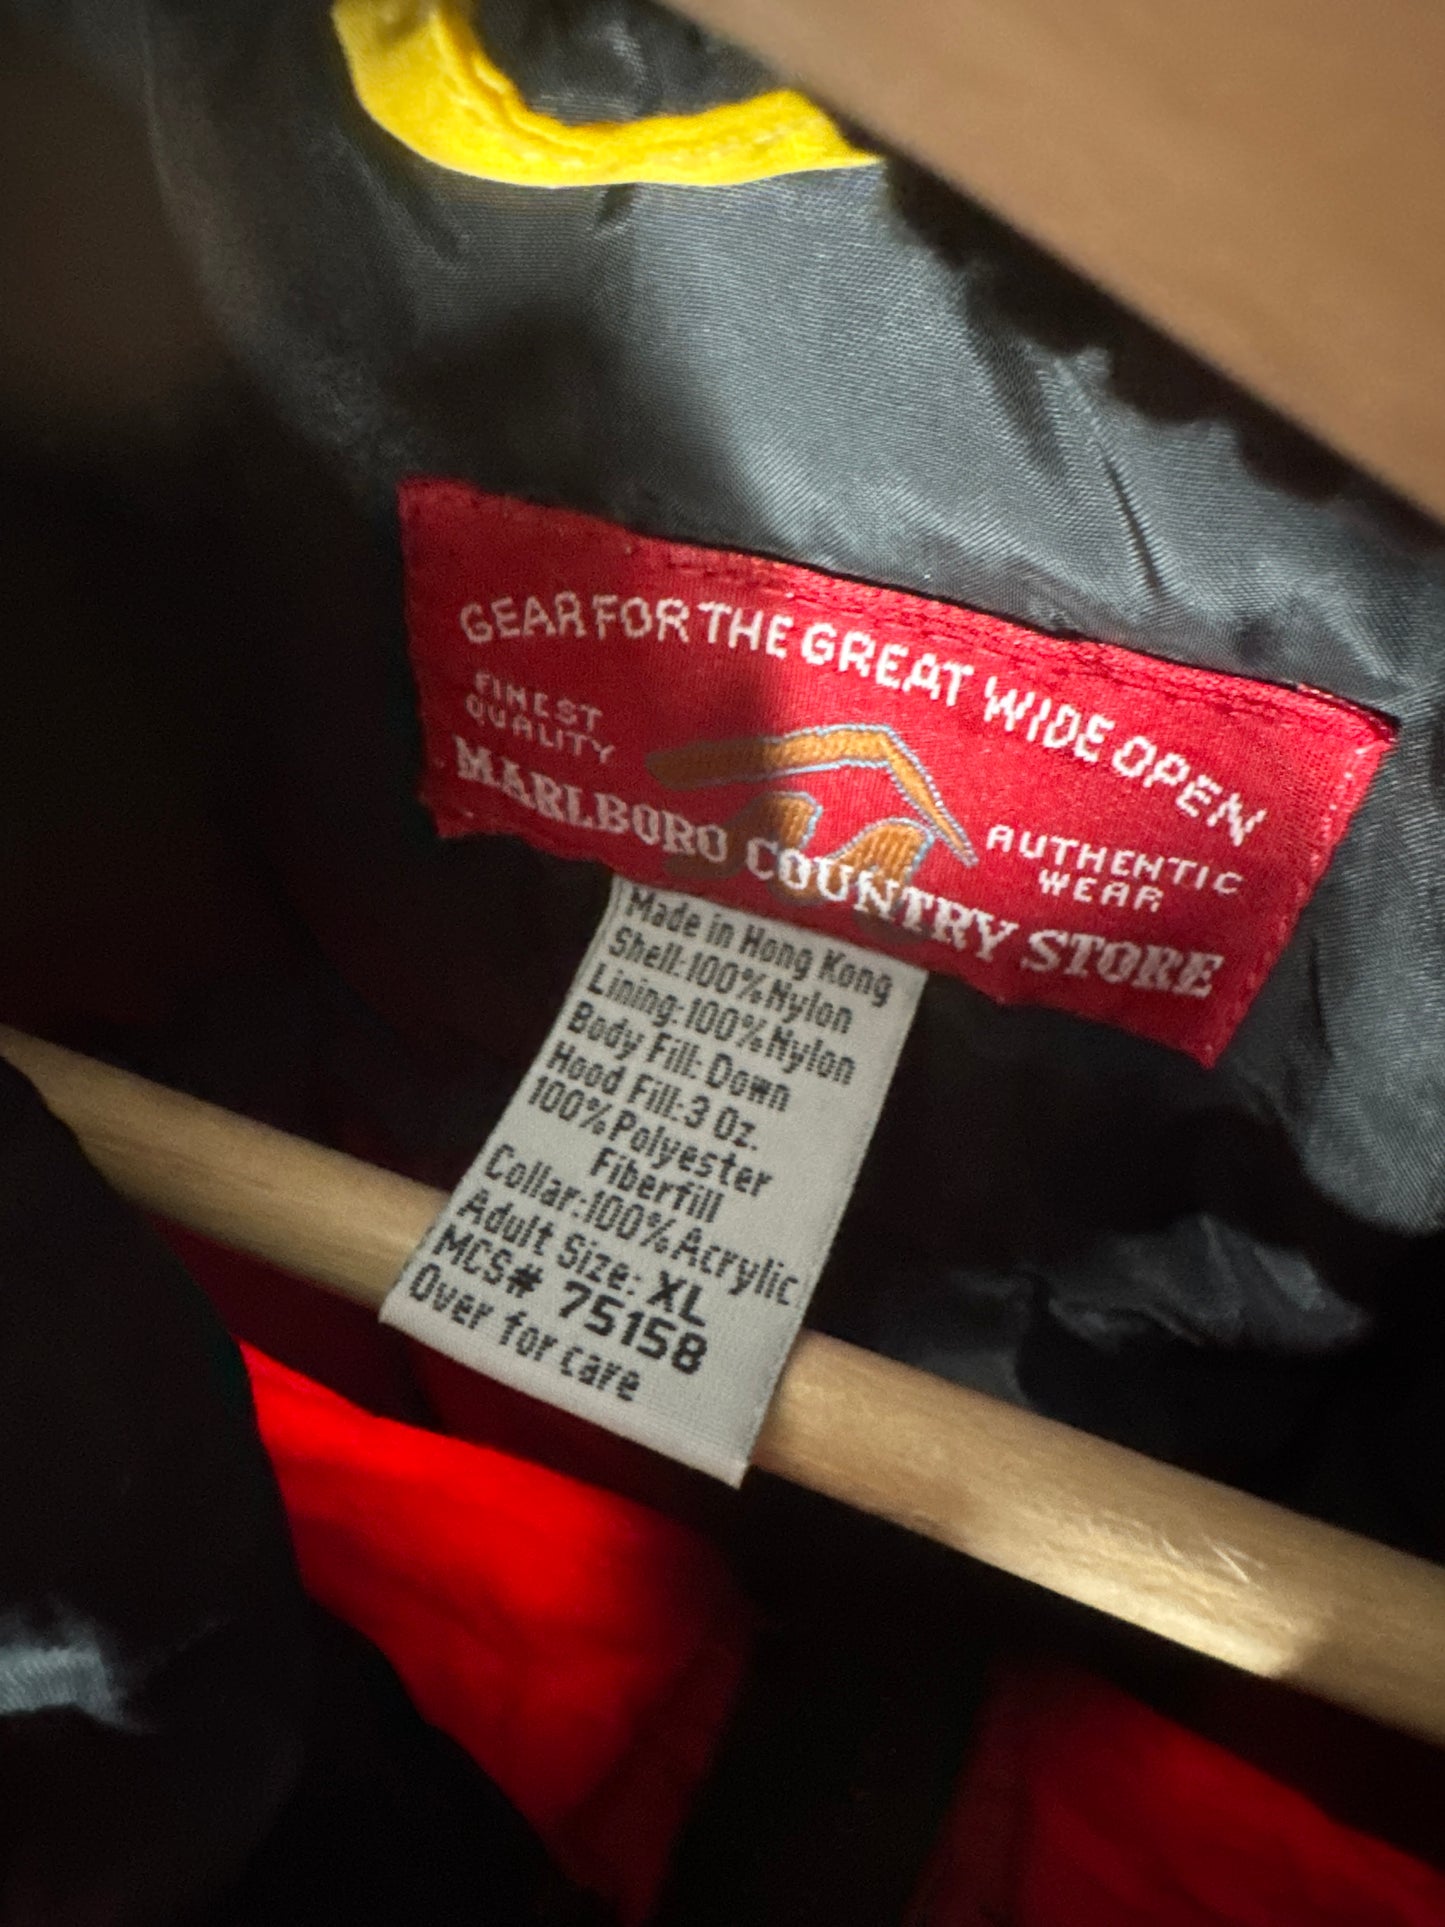 GEAR FOR THE GREAT WIDE OPEN
FINEST
QUALITY
AUTHENTIC
WEAR
MARLBORO COUNTRY STORE
Made in Hong Kong
Shell:100%Nylon
Lining:100%Nylon
Body Fill: Down
Hood Fill:3 Oz.
100%Polyester
Fiberfill
Collar:100%Acrylic
Adult Size: XL
MCS# 75158
Over for care